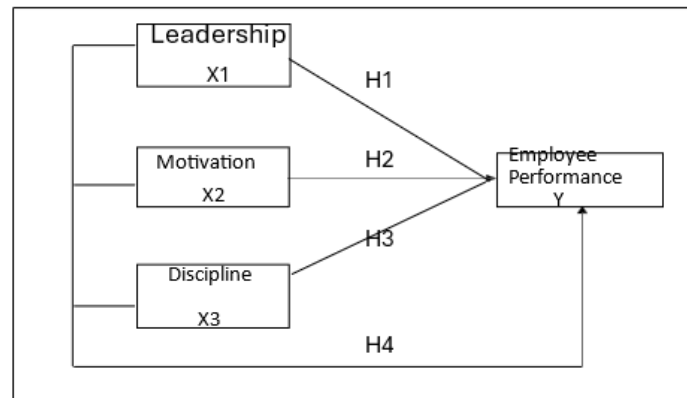 Leadership
X1
H1
Motivation
X2
H2
Employee
Performance
Y
Discipline
X3
H3
H4